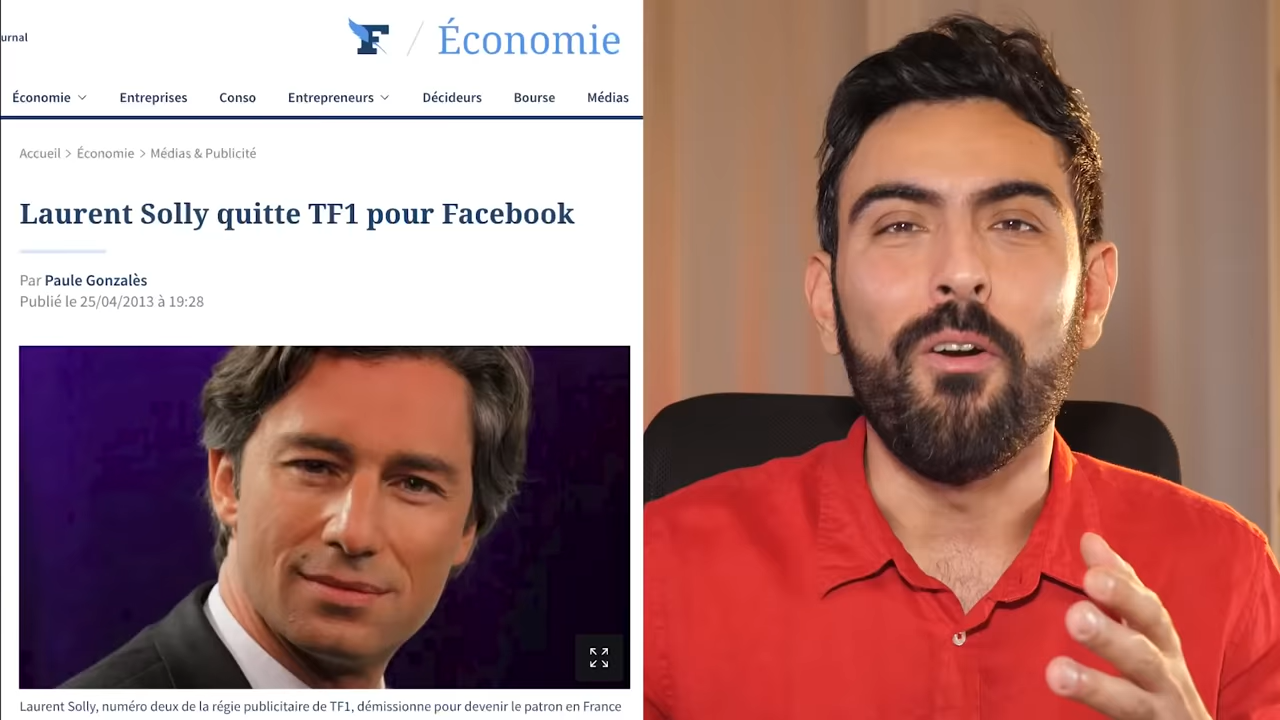 urnal
F / Économie
Économie Entreprises Conso Entrepreneurs Décideurs Bourse Médias
Accueil > Économie > Médias & Publicité
Laurent Solly quitte TF1 pour Facebook
Par Paule Gonzalès
Publié le 25/04/2013 à 19:28
Laurent Solly, numéro deux de la régie publicitaire de TF1, démissionne pour devenir le patron en France